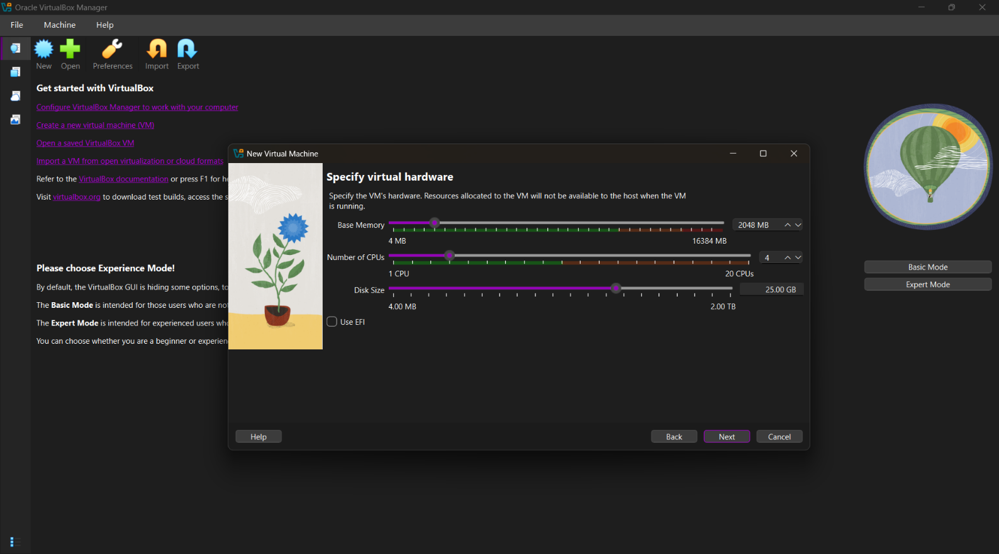 Oracle VirtualBox Manager
File Machine Help
New Open Preferences Import Export
Get started with VirtualBox
Configure VirtualBox Manager to work with your computer
Create a new virtual machine (VM)
Open a saved VirtualBox VM
Import a VM from open virtualization or cloud formats
Refer to the VirtualBox documentation or press F1 for
Visit virtualbox.org to download test builds, access the
Please choose Experience Mode!
By default, the VirtualBox GUI is hiding some options,
The Basic Mode is intended for those users who are
The Expert Mode is intended for experienced users
You can choose whether you are a beginner or
New Virtual Machine
Specify virtual hardware
Specify the VM's hardware. Resources allocated to the VM will not be available to the host when the VM
is running.
Base Memory 2048 MB
4 MB 16384 MB
Number of CPUs 4
1 CPU 20 CPUs
Disk Size 25.00 GB
4.00 MB 2.00 TB
Use EFI
Help Back Next Cancel
Basic Mode
Expert Mode